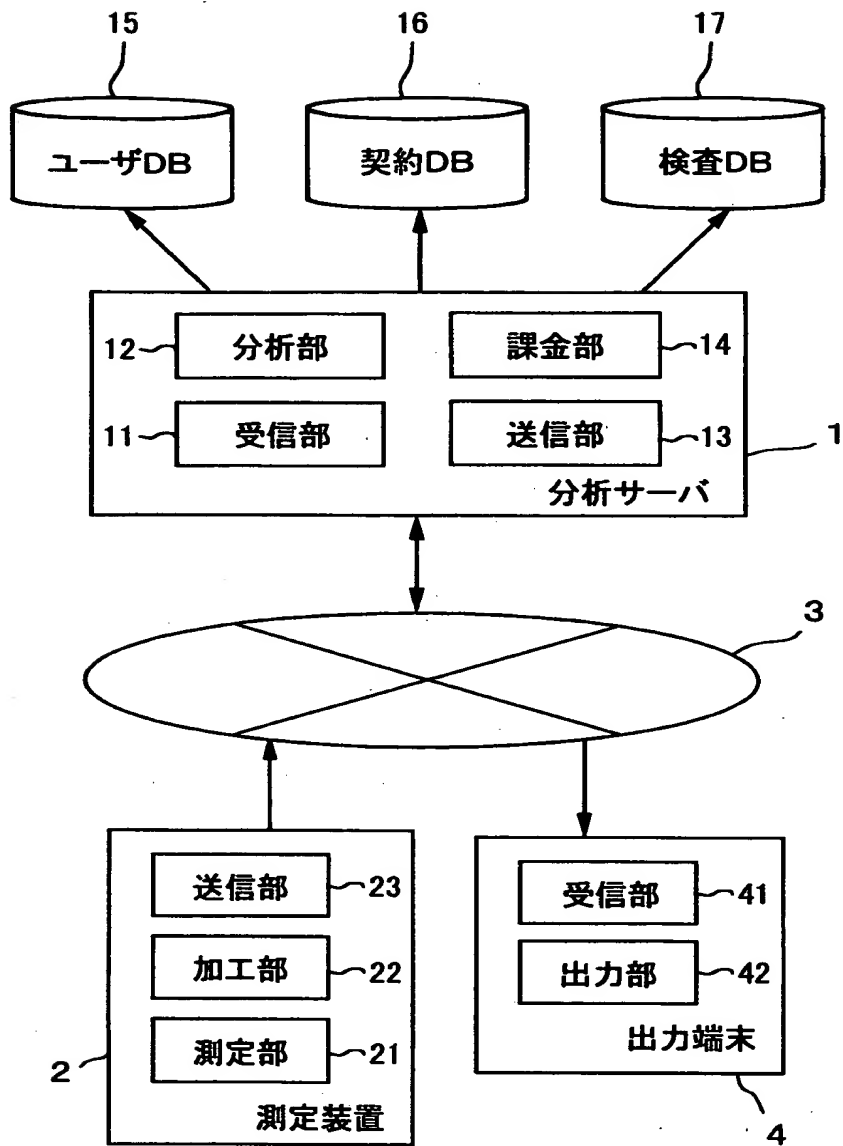 15 16 17
ユーザDB 契約DB 検査DB
12 分析部 課金部 14
11 受信部 送信部 13
1
分析サーバ
3
送信部 23 受信部 41
加工部 22 出力部 42
測定部 21 出力端末
2
測定装置 4